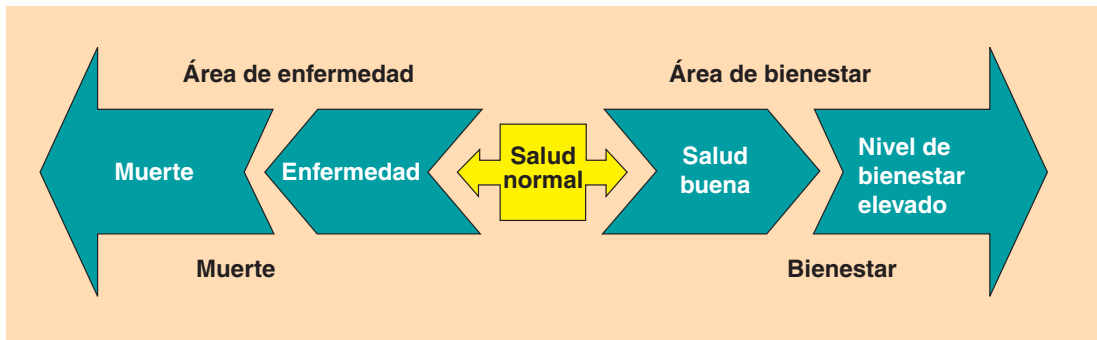 Área de enfermedad
Área de bienestar
Muerte
Enfermedad
Salud
normal
Salud
buena
Nivel de
bienestar
elevado
Muerte
Bienestar